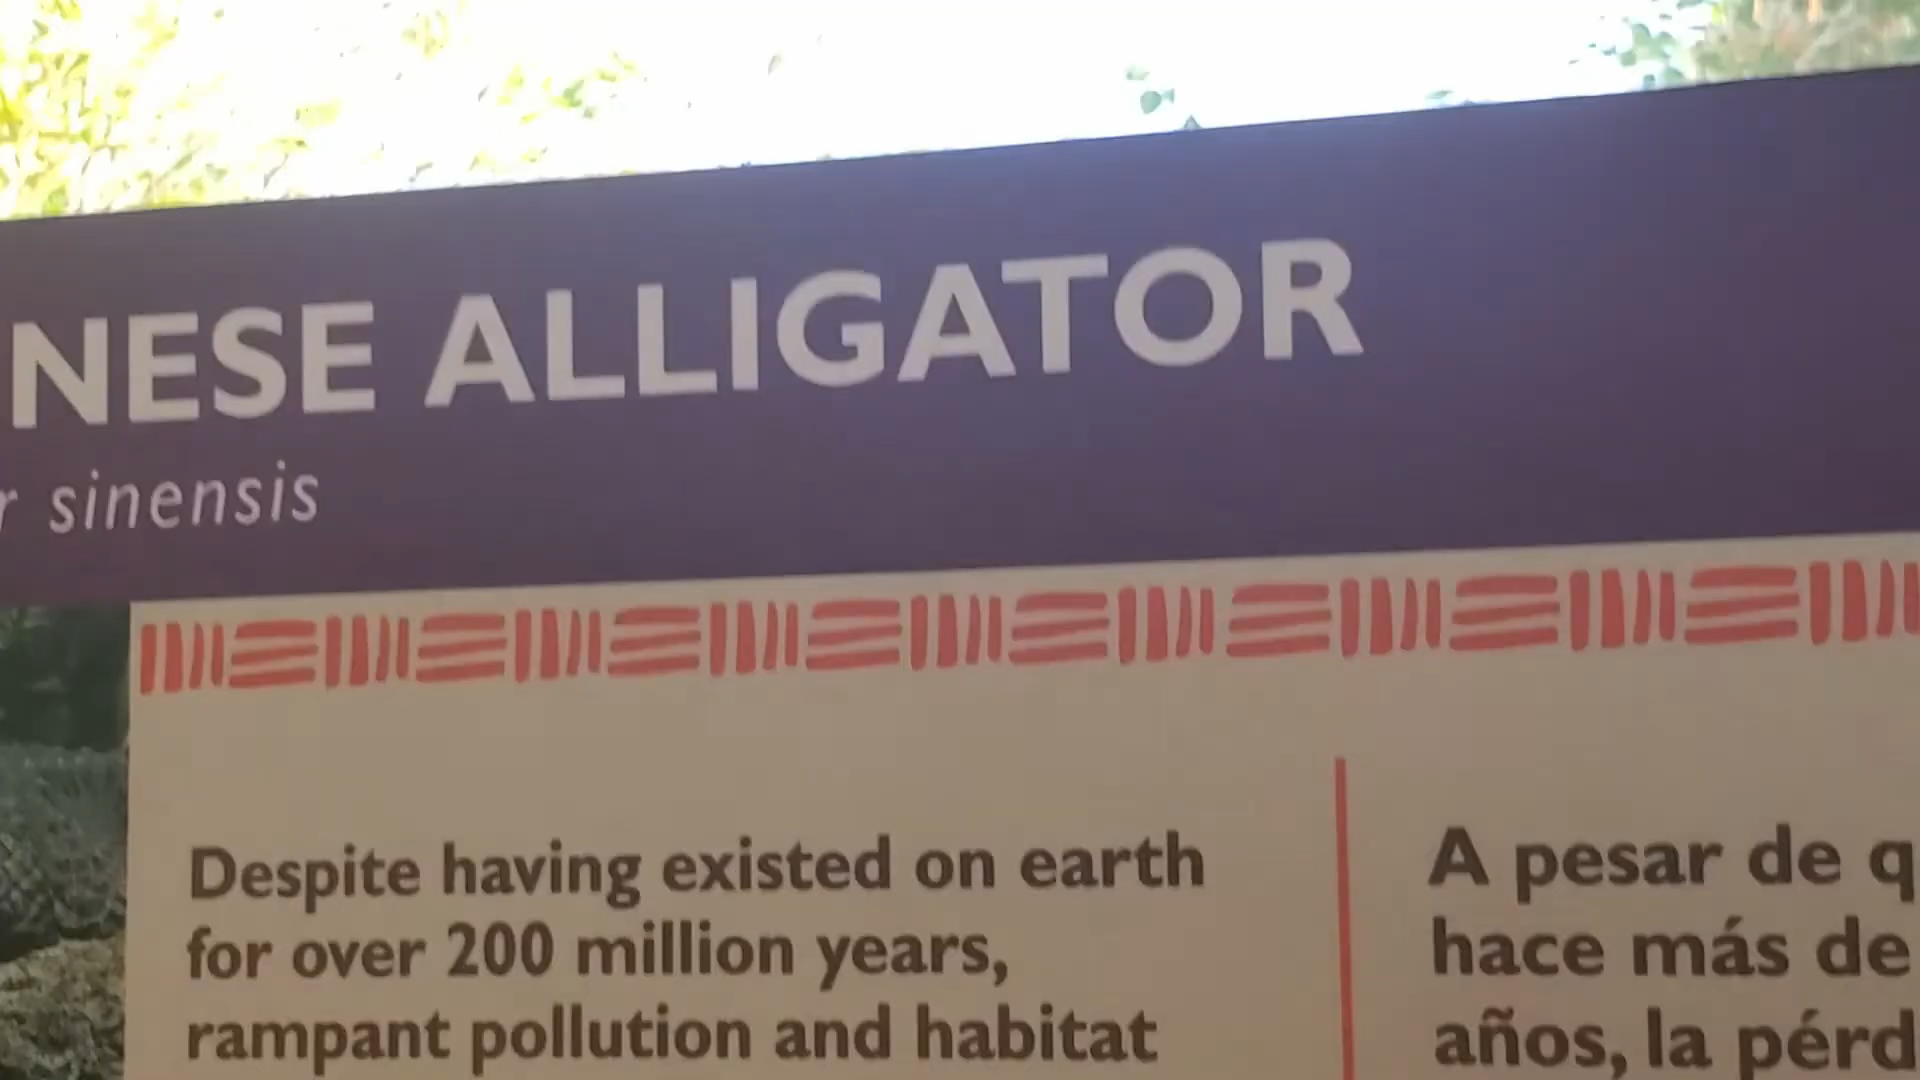 NESE ALLIGATOR
r sinensis
Despite having existed on earth
for over 200 million years,
rampant pollution and habitat
A pesar de q
hace más de
años, la pérd